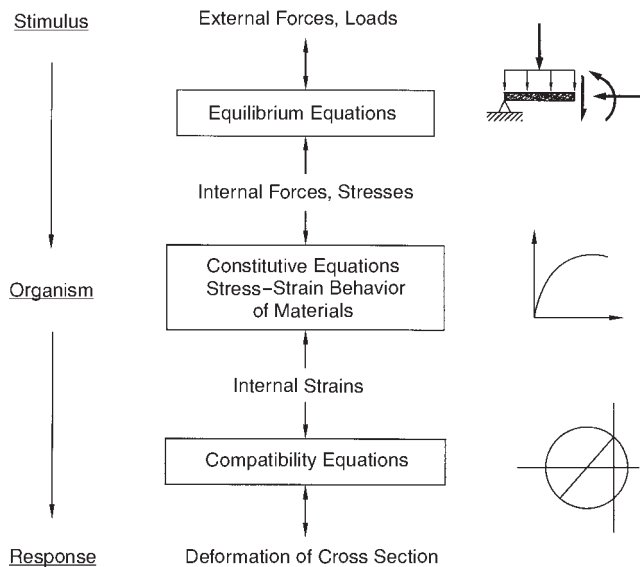 Stimulus
External Forces, Loads
Equilibrium Equations
Internal Forces, Stresses
Organism
Constitutive Equations
Stress–Strain Behavior
of Materials
Internal Strains
Compatibility Equations
Response
Deformation of Cross Section